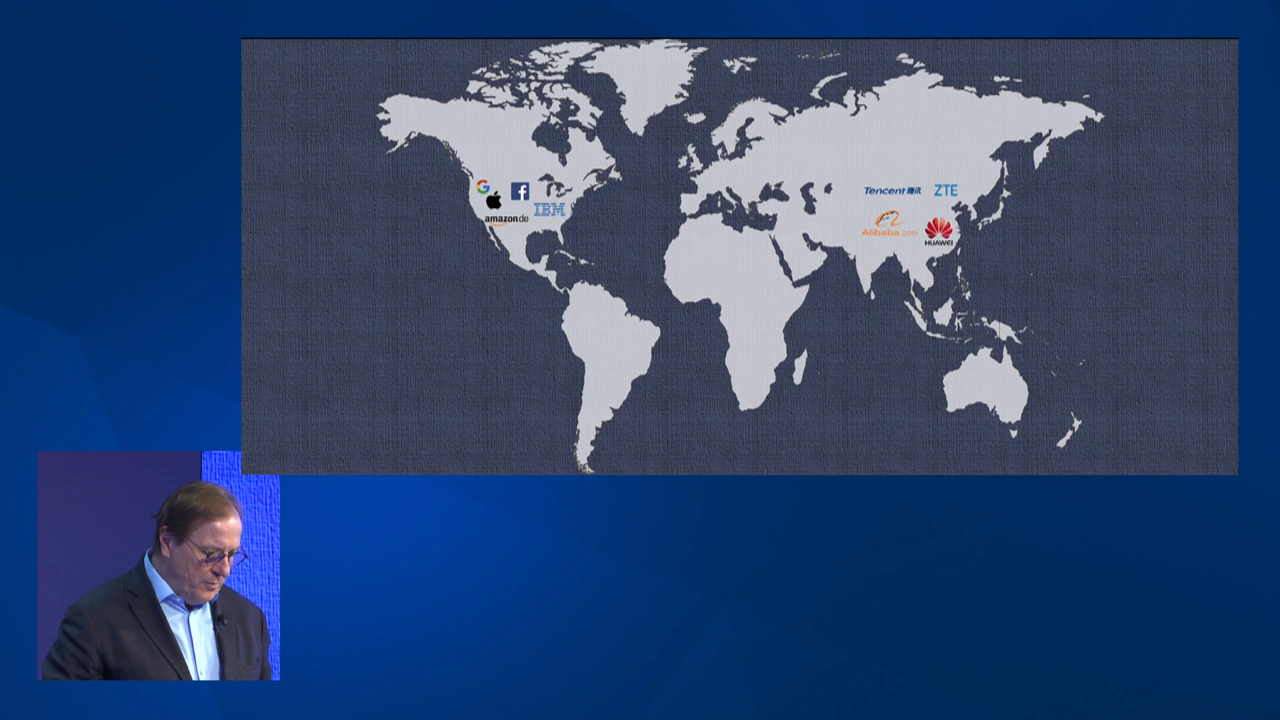 G
f
IBM
amazon.de
Tencent 腾讯
ZTE
Alibaba.com
HUAWEI